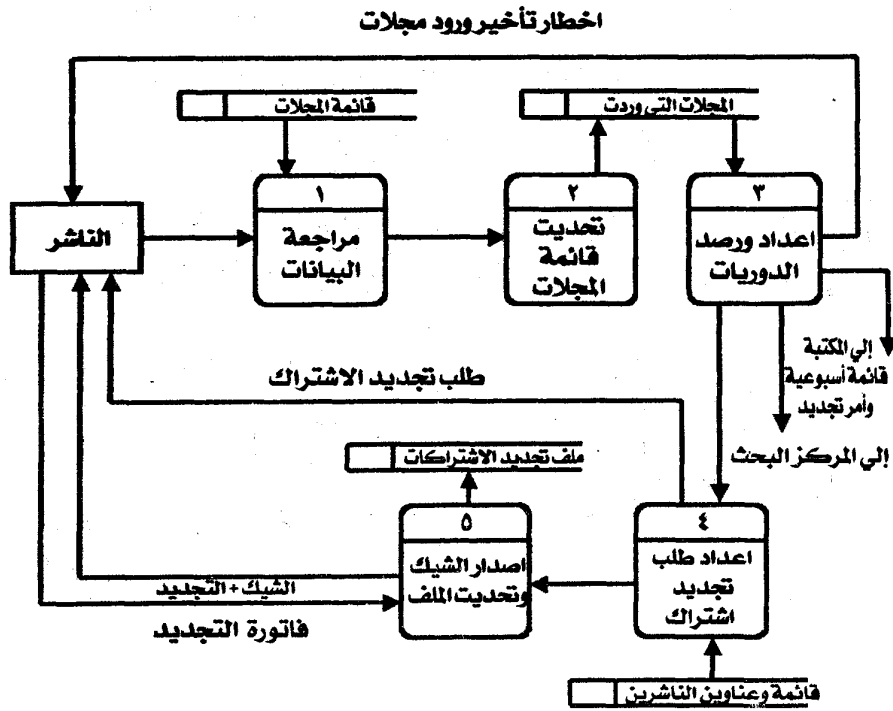 اخطار تأخير ورود مجلات
قائمة المجلات
المجلات التى وردت
١
٢
٣
الناشر
مراجعة
البيانات
تحديث
قائمة
المجلات
اعداد ورصد
الدوريات
إلي المكتبة
قائمة أسبوعية
وأمر تجديد
إلي المركز البحث
طلب تجديد الاشتراك
ملف تجديد الاشتراكات
٥
٤
اصدار الشيك
وتحديث الملف
اعداد طلب
تجديد
اشتراك
الشيك + التجديد
فاتورة التجديد
قائمة وعناوين الناشرين